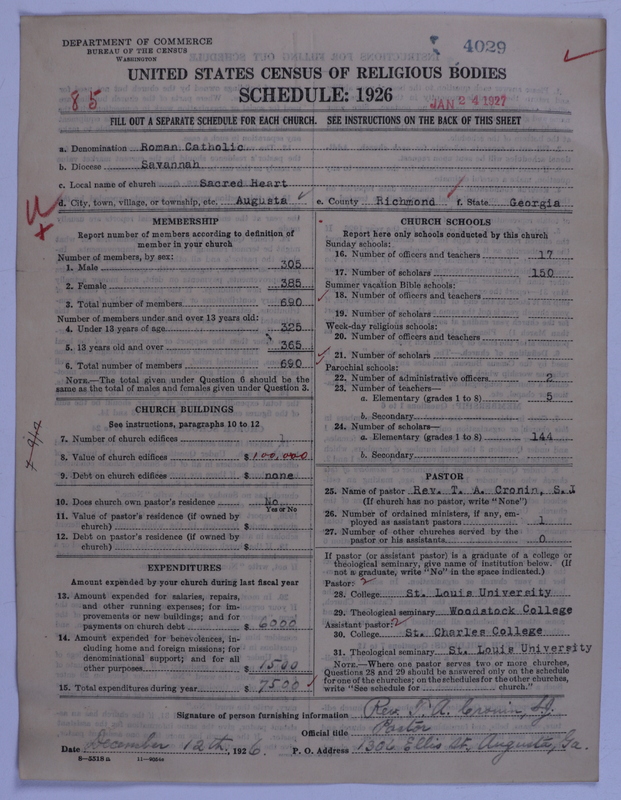 DEPARTMENT OF COMMERCE
BUREAU OF THE CENSUS
WASHINGTON
4029
UNITED STATES CENSUS OF RELIGIOUS BODIES
SCHEDULE: 1926
85
JAN 24 1927
FILL OUT A SEPARATE SCHEDULE FOR EACH CHURCH. SEE INSTRUCTIONS ON THE BACK OF THIS SHEET
a. Denomination Roman Catholic
b. Diocese Savannah
c. Local name of church Sacred Heart
d. City, town, village, or township, etc. Augusta e. County Richmond f. State Georgia
MEMBERSHIP
Report number of members according to definition of
member in your church
Number of members, by sex:
1. Male 305
2. Female 385
3. Total number of members 690
Number of members under and over 13 years old:
4. Under 13 years of age 325
5. 13 years old and over 365
6. Total number of members 690
NOTE.—The total given under Question 6 should be the
same as the total of males and females given under Question 3.
CHURCH BUILDINGS
See instructions, paragraphs 10 to 12
7. Number of church edifices 1
8. Value of church edifices $100,000
9. Debt on church edifices $ none
10. Does church own pastor's residence No
Yes or No
11. Value of pastor's residence (if owned by
church) $
12. Debt on pastor's residence (if owned by
church) $
EXPENDITURES
Amount expended by your church during last fiscal year
13. Amount expended for salaries, repairs,
and other running expenses; for im-
provements or new buildings; and for
payments on church debt $ 6000
14. Amount expended for benevolences, in-
cluding home and foreign missions; for
denominational support; and for all
other purposes $ 1500
15. Total expenditures during year $ 7500
CHURCH SCHOOLS
Report here only schools conducted by this church
Sunday schools:
16. Number of officers and teachers 17
17. Number of scholars 150
Summer vacation Bible schools:
18. Number of officers and teachers
19. Number of scholars
Week-day religious schools:
20. Number of officers and teachers
21. Number of scholars
Parochial schools:
22. Number of administrative officers 2
23. Number of teachers—
a. Elementary (grades 1 to 8) 5
b. Secondary
24. Number of scholars—
a. Elementary (grades 1 to 8) 144
b. Secondary
PASTOR
25. Name of pastor Rev. T. A. Cronin, S.J
(If church has no pastor, write "None")
26. Number of ordained ministers, if any, em-
ployed as assistant pastors 1
27. Number of other churches served by the
pastor or his assistants 0
If pastor (or assistant pastor) is a graduate of a college or
theological seminary, give name of institution below. (If
not a graduate, write "No" in the space indicated.)
Pastor: 2
28. College St. Louis University
29. Theological seminary Woodstock College
Assistant pastor: 2
30. College St. Charles College
31. Theological seminary St. Louis University
NOTE.—Where one pastor serves two or more churches,
Questions 28 and 29 should be answered only on the schedule
for one of the churches; on the schedules for the other churches,
write "See schedule for church."
Signature of person furnishing information Rev. T. A. Cronin, S.J.
Official title Pastor
Date December 12th, 1926. P. O. Address 1306 Ellis St., Augusta, Ga.
8—5518a 11—90544